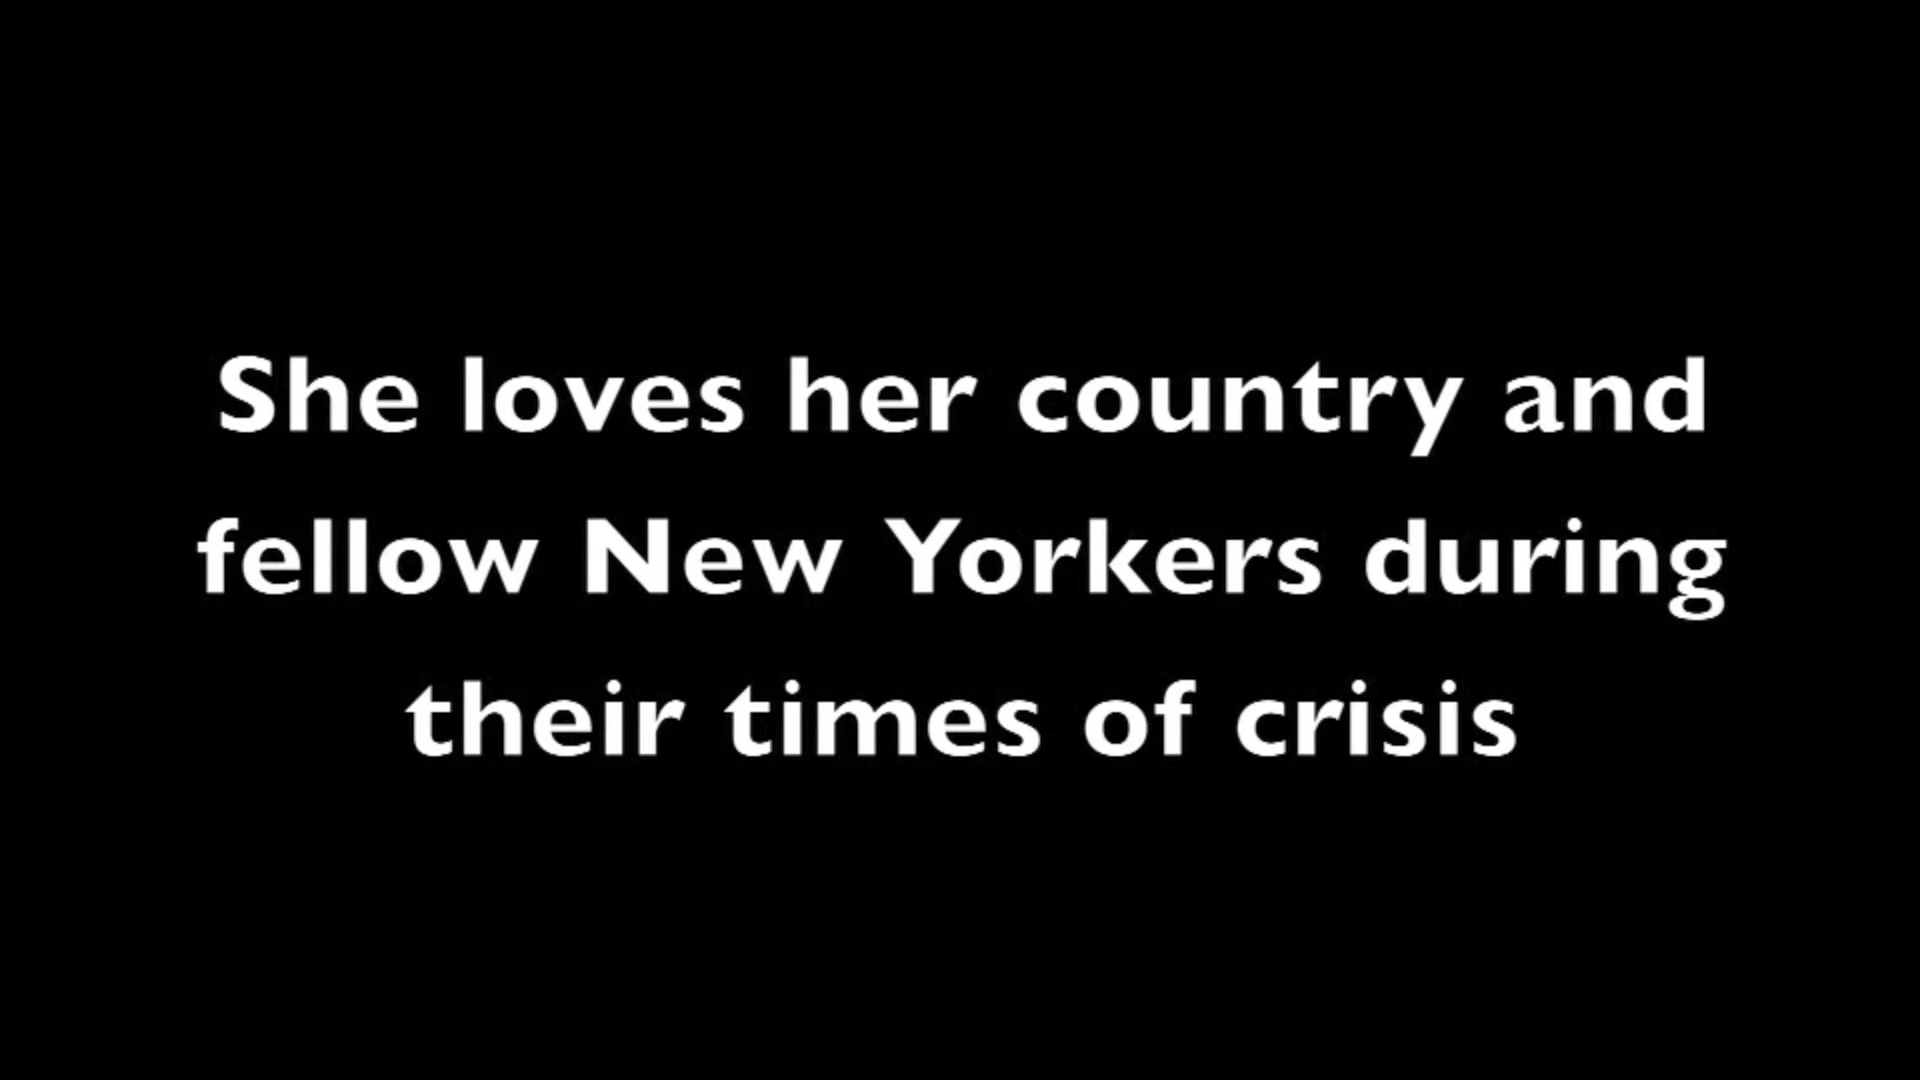 She loves her country and
fellow New Yorkers during
their times of crisis